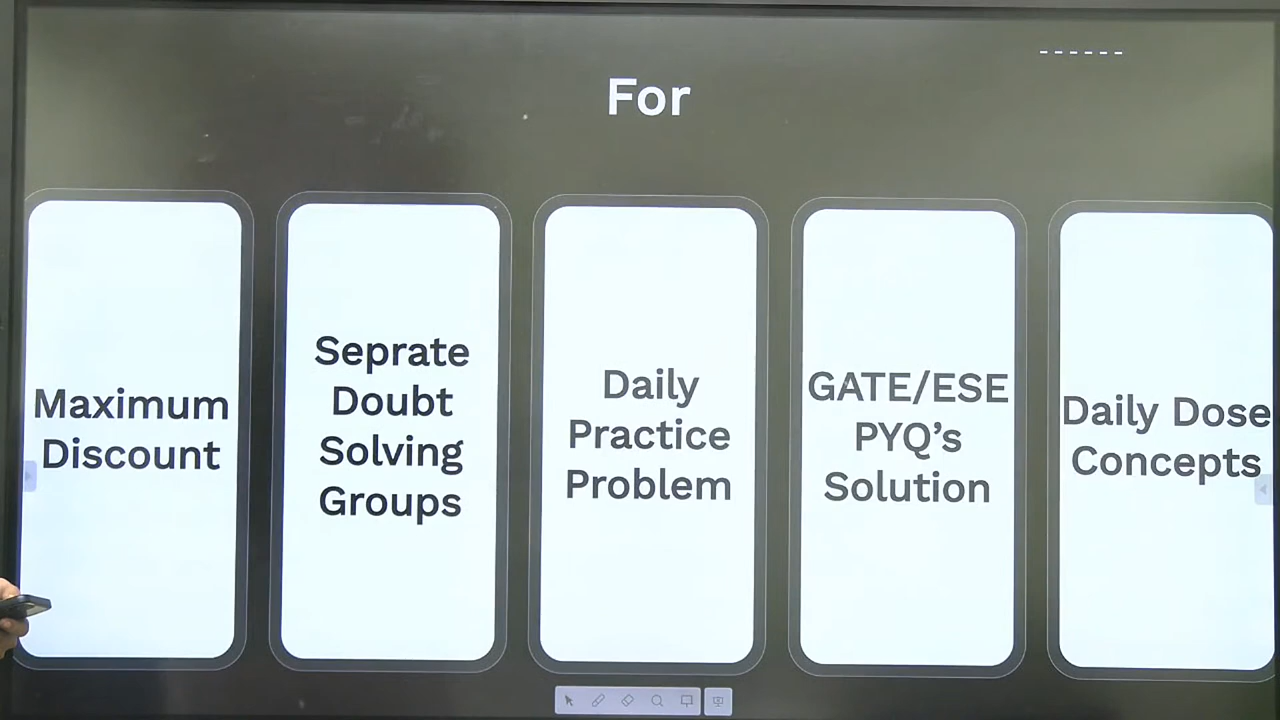 For
Maximum
Discount
Seprate
Doubt
Solving
Groups
Daily
Practice
Problem
GATE/ESE
PYQ’s
Solution
Daily Dose
Concepts